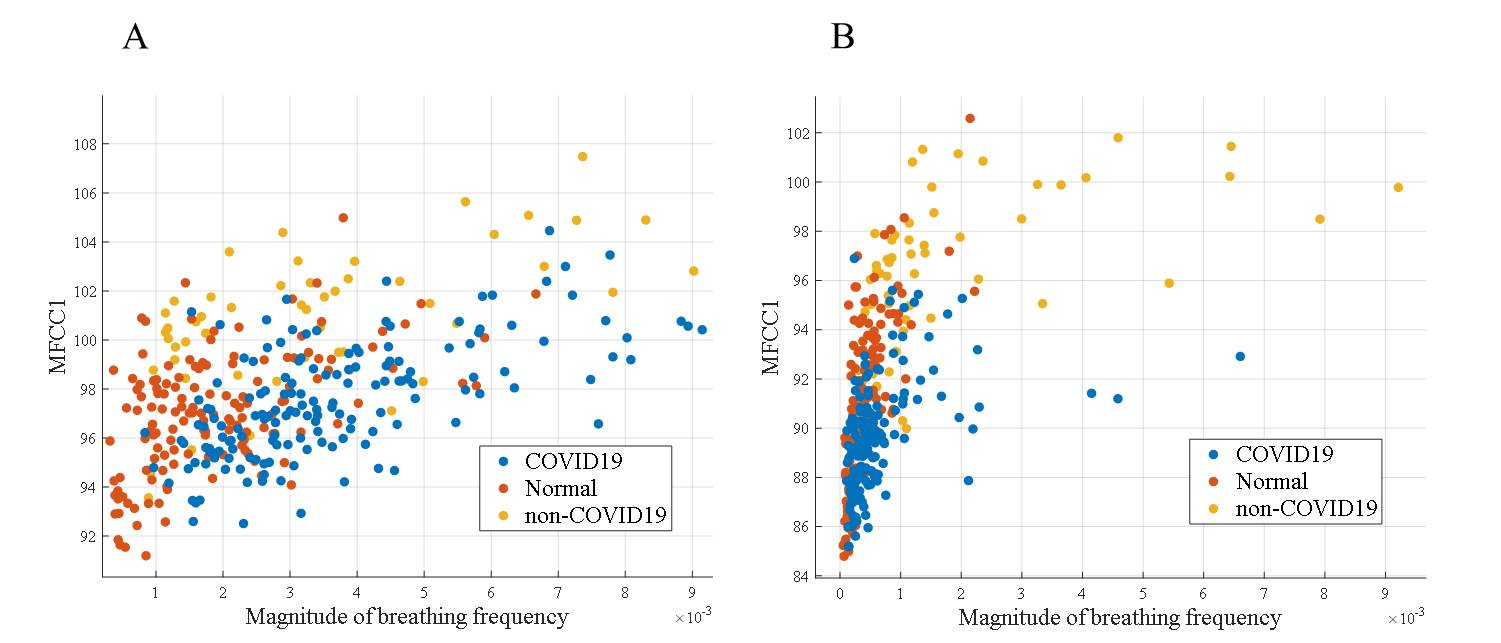 A
108
106
104
102
100
98
96
94
92
MFCC1
COVID19
Normal
non-COVID19
1 2 3 4 5 6 7 8 9
×10-3
Magnitude of breathing frequency
B
102
100
98
96
94
92
90
88
86
84
MFCC1
COVID19
Normal
non-COVID19
0 1 2 3 4 5 6 7 8 9
×10-3
Magnitude of breathing frequency